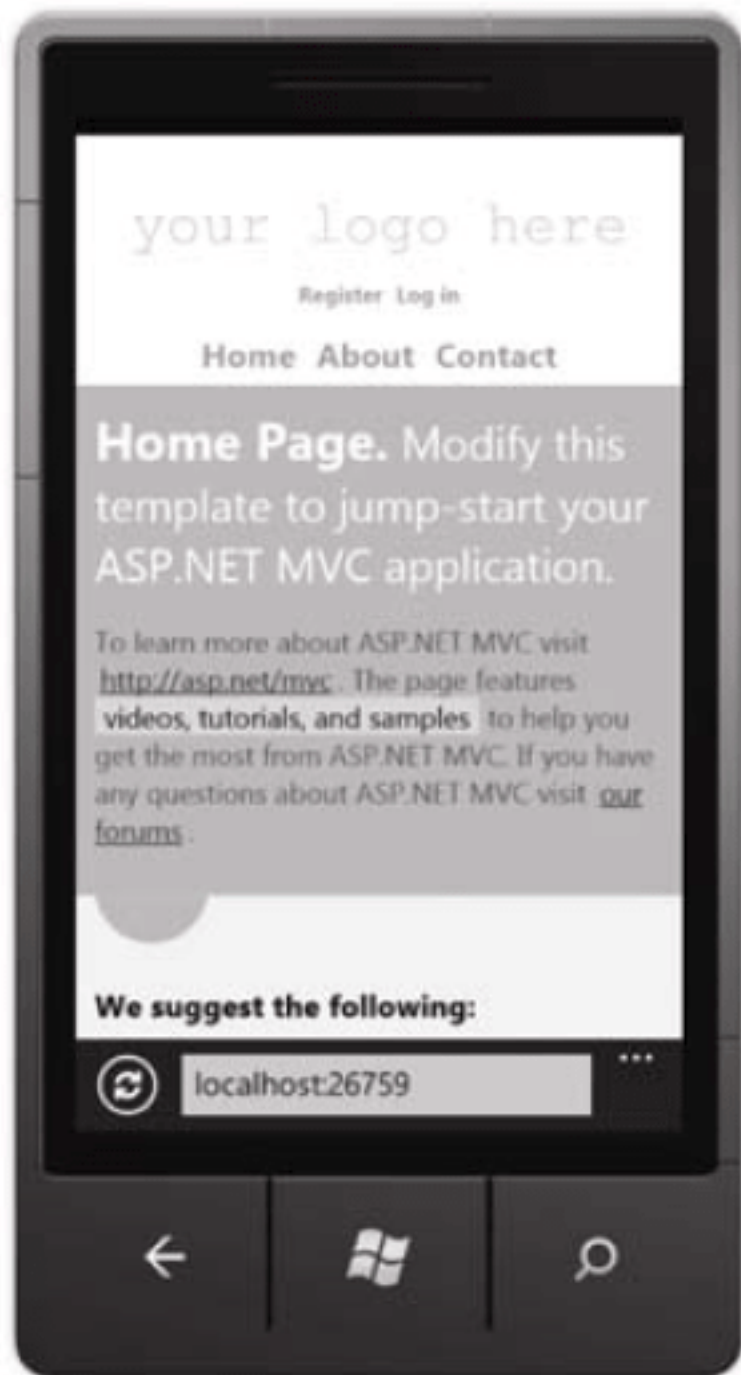 your logo here
Register Log in
Home About Contact
Home Page. Modify this
template to jump-start your
ASP.NET MVC application.
To learn more about ASP.NET MVC visit
http://asp.net/mvc . The page features
videos, tutorials, and samples to help you
get the most from ASP.NET MVC. If you have
any questions about ASP.NET MVC visit our
forums .
We suggest the following:
localhost:26759
...